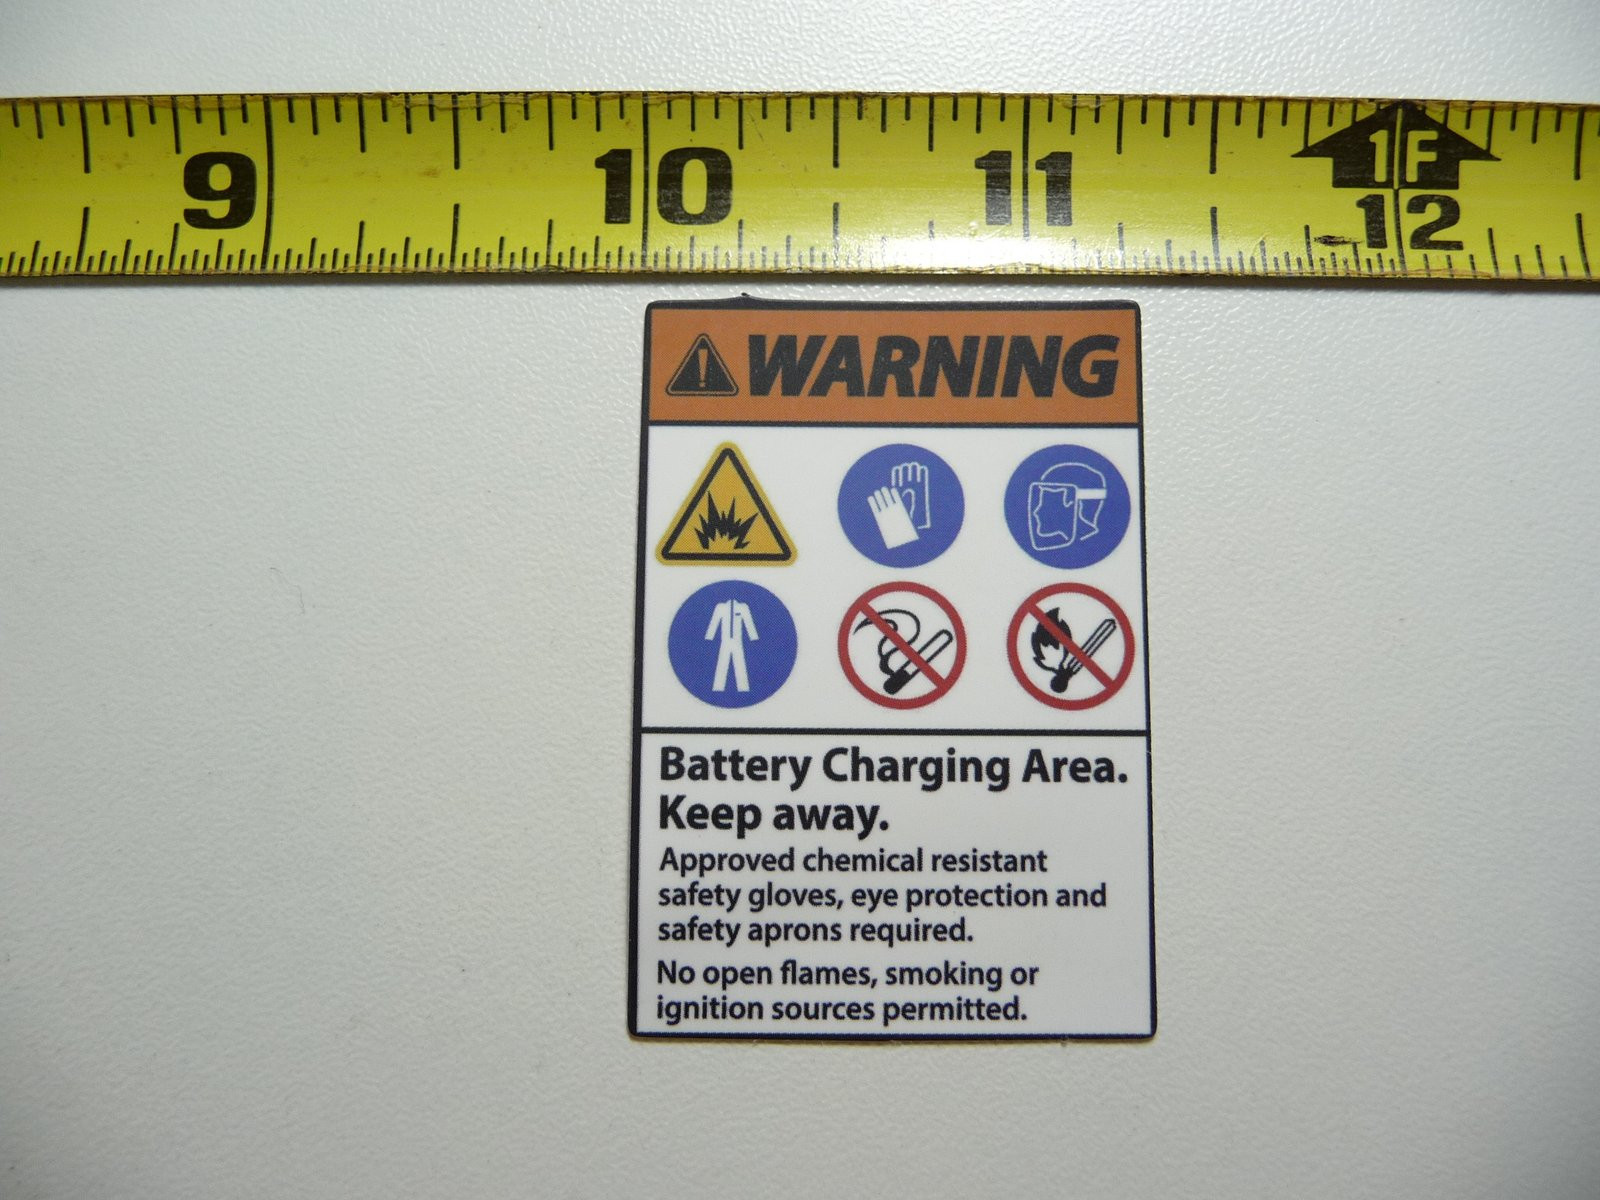 9 10 11 1F
12
WARNING
Battery Charging Area.
Keep away.
Approved chemical resistant
safety gloves, eye protection and
safety aprons required.
No open flames, smoking or
ignition sources permitted.